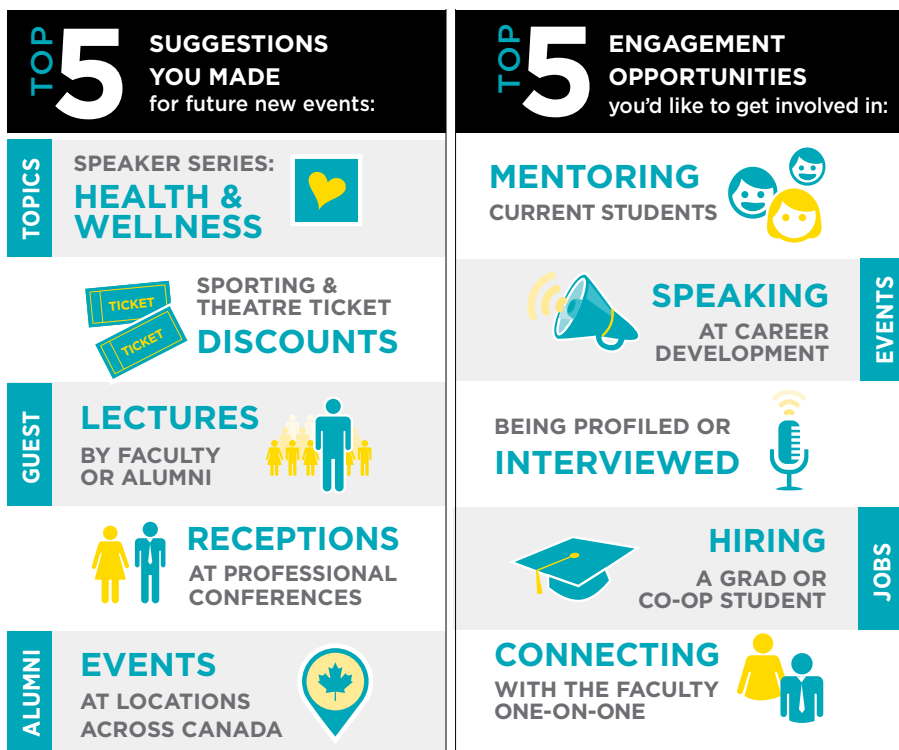 TOP 5
SUGGESTIONS
YOU MADE
for future new events:
TOPICS
SPEAKER SERIES:
HEALTH &
WELLNESS
TICKET
TICKET
SPORTING &
THEATRE TICKET
DISCOUNTS
GUEST
LECTURES
BY FACULTY
OR ALUMNI
RECEPTIONS
AT PROFESSIONAL
CONFERENCES
ALUMNI
EVENTS
AT LOCATIONS
ACROSS CANADA
TOP 5
ENGAGEMENT
OPPORTUNITIES
you'd like to get involved in:
MENTORING
CURRENT STUDENTS
SPEAKING
AT CAREER
DEVELOPMENT
EVENTS
BEING PROFILED OR
INTERVIEWED
HIRING
A GRAD OR
CO-OP STUDENT
JOBS
CONNECTING
WITH THE FACULTY
ONE-ON-ONE